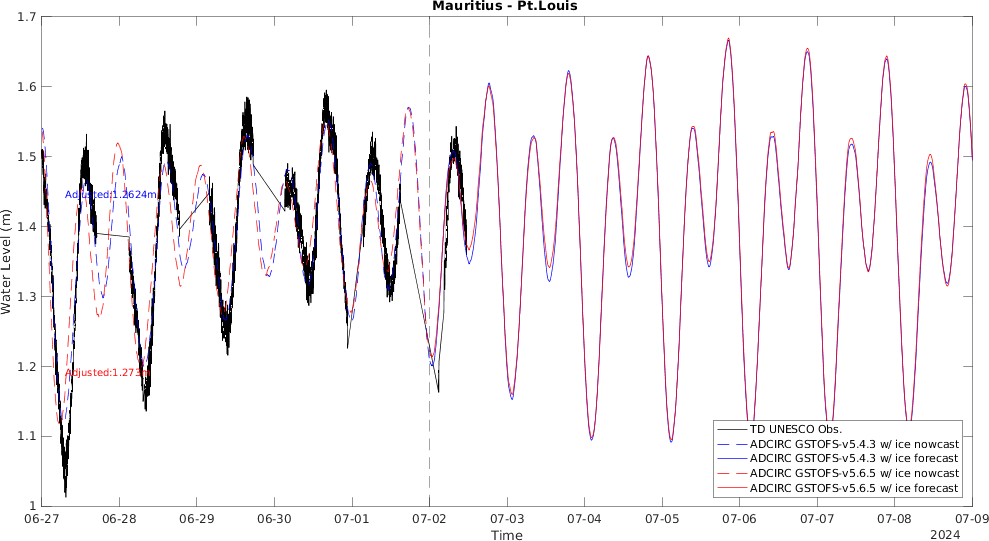 Mauritius - Pt.Louis
1.7
1.6
1.5
1.4
1.3
1.2
1.1
1
Water Level (m)
Adjusted:1.2624m
Adjusted:1.273m
TD UNESCO Obs.
ADCIRC GSTOFS-v5.4.3 w/ ice nowcast
ADCIRC GSTOFS-v5.4.3 w/ ice forecast
ADCIRC GSTOFS-v5.6.5 w/ ice nowcast
ADCIRC GSTOFS-v5.6.5 w/ ice forecast
06-27 06-28 06-29 06-30 07-01 07-02 07-03 07-04 07-05 07-06 07-07 07-08 07-09
Time
2024